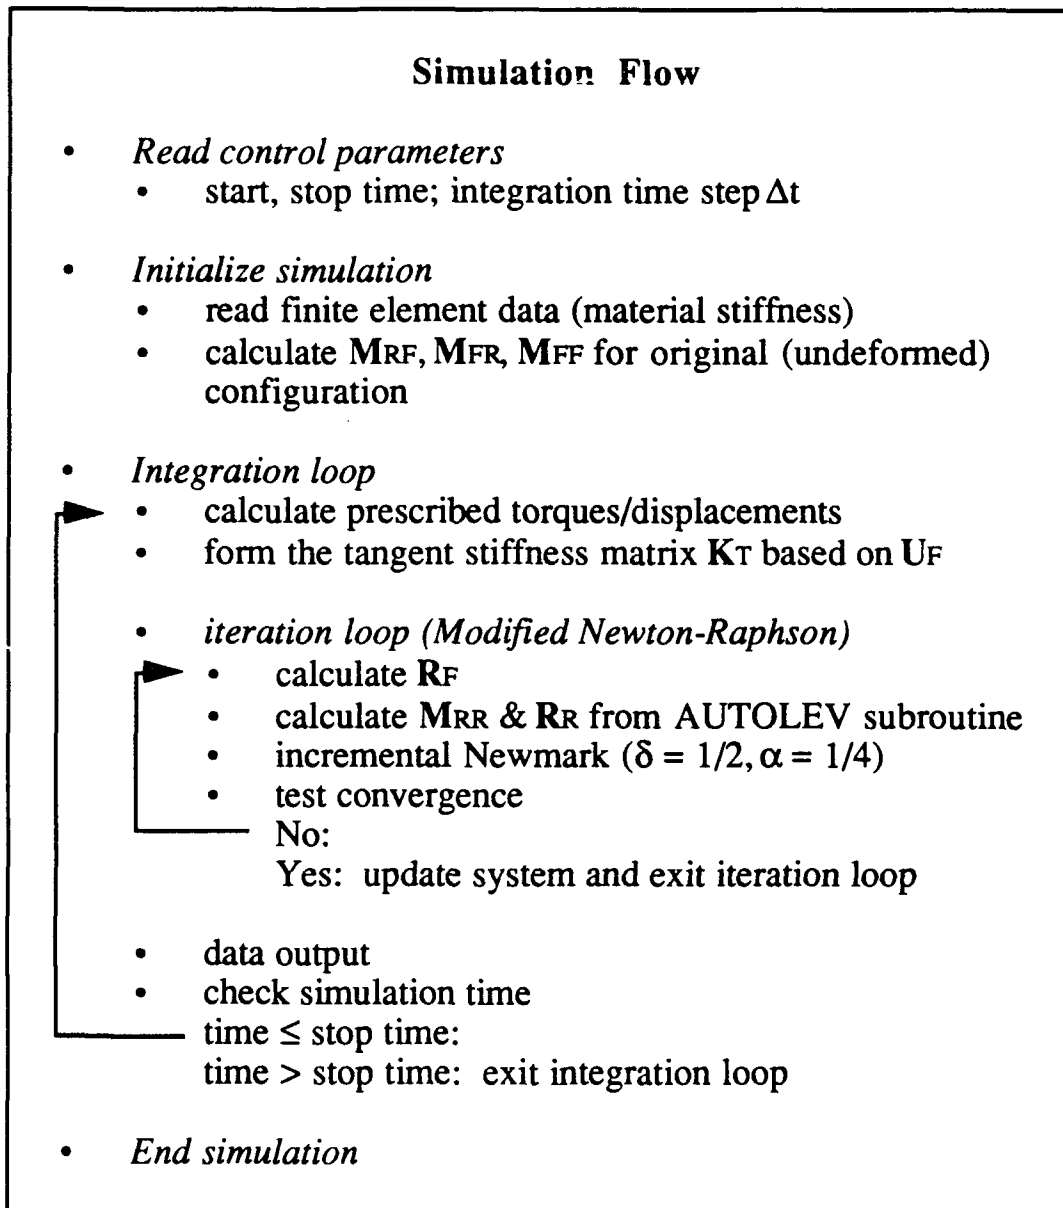 Simulation Flow
• Read control parameters
• start, stop time; integration time step Δt
• Initialize simulation
• read finite element data (material stiffness)
• calculate MRF, MFR, MFF for original (undeformed)
configuration
• Integration loop
• calculate prescribed torques/displacements
• form the tangent stiffness matrix KT based on UF
• iteration loop (Modified Newton-Raphson)
• calculate RF
• calculate MRR & RR from AUTOLEV subroutine
• incremental Newmark (δ = 1/2, α = 1/4)
• test convergence
No:
Yes: update system and exit iteration loop
• data output
• check simulation time
time ≤ stop time:
time > stop time: exit integration loop
• End simulation